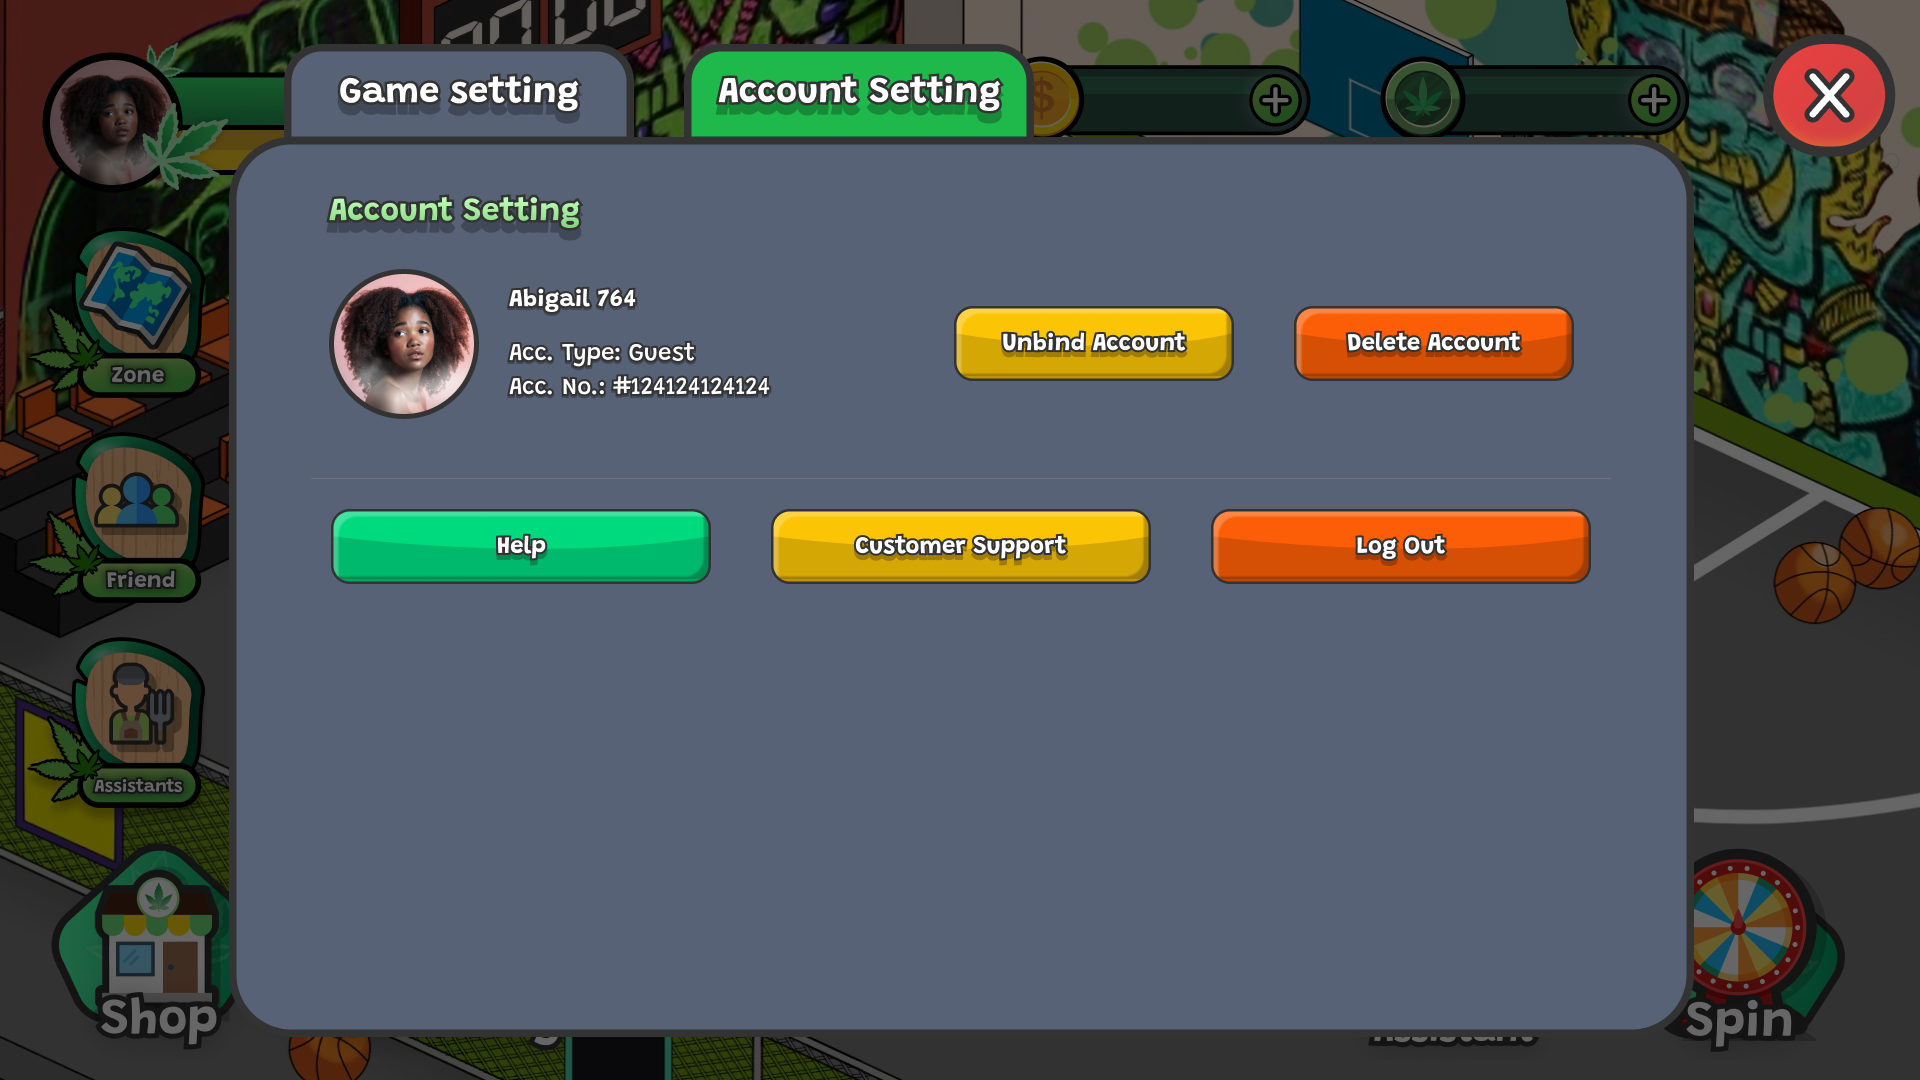 Game setting
Account Setting
Account Setting
Abigail 764
Acc. Type: Guest
Acc. No.: #124124124124
Unbind Account
Delete Account
Help
Customer Support
Log Out
Zone
Friend
Assistants
Shop
Spin